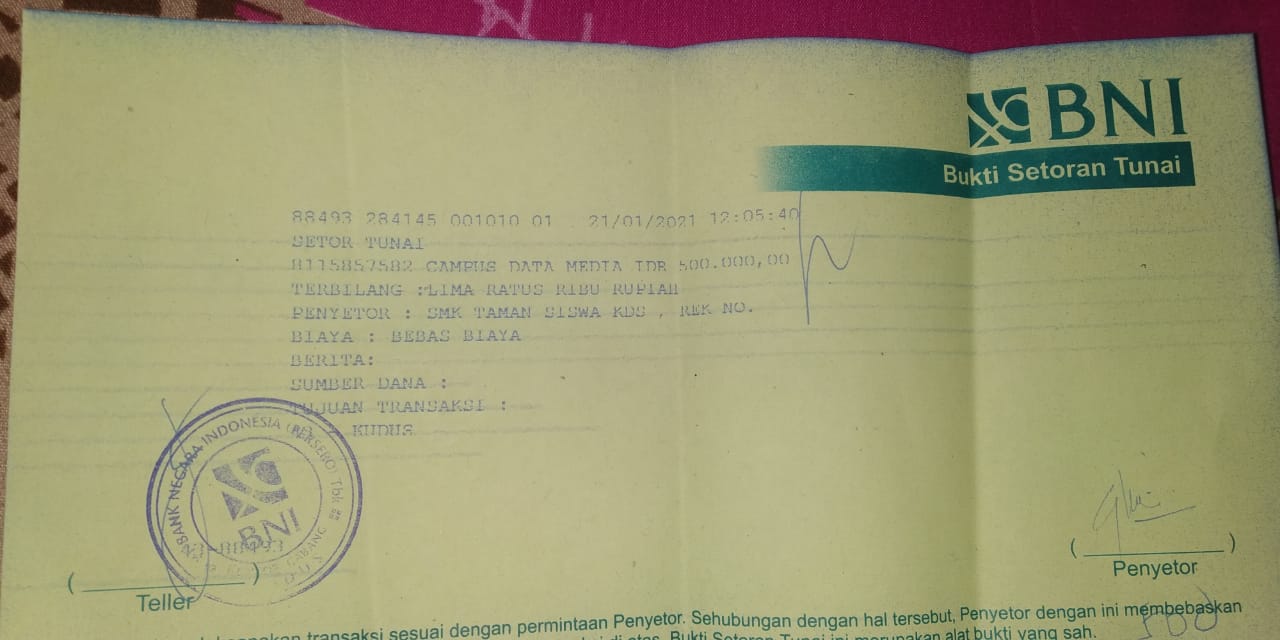 BNI
Bukti Setoran Tunai
88493 284145 001010 01 21/01/2021 12:05:40
SETOR TUNAI
8115857582 CAMPUS DATA MEDIA IDR 500.000,00
TERBILANG :LIMA RATUS RIBU RUPIAH
PENYETOR : SMK TAMAN SISWA KDS , REK NO.
BIAYA : BEBAS BIAYA
BERITA:
SUMBER DANA :
TUJUAN TRANSAKSI :
KUDUS
BANK NEGARA INDONESIA (PERSERO) Tbk
BNI
CABANG
( )
Teller
( )
Penyetor
transaksi sesuai dengan permintaan Penyetor. Sehubungan dengan hal tersebut, Penyetor dengan ini membebaskan
di atas. Bukti Setoran Tunai ini merupakan alat bukti yang sah.